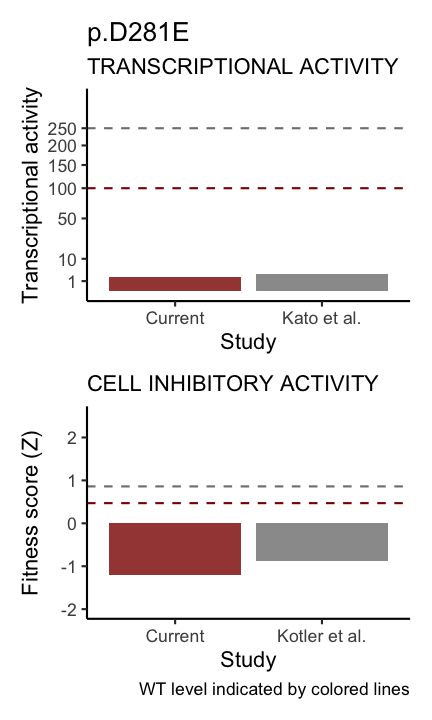 p.D281E
TRANSCRIPTIONAL ACTIVITY
Transcriptional activity
250
200
150
100
50
10
1
Current
Kato et al.
Study
CELL INHIBITORY ACTIVITY
Fitness score (Z)
2
1
0
-1
-2
Current
Kotler et al.
Study
WT level indicated by colored lines